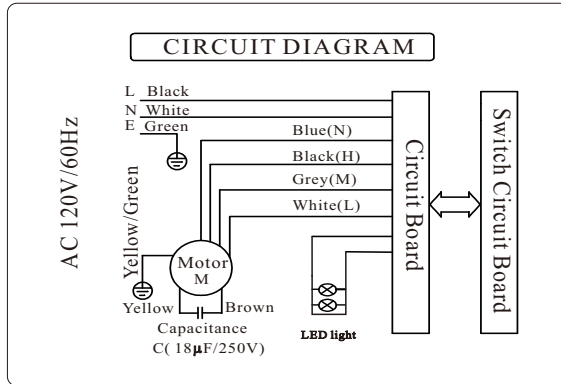 CIRCUIT DIAGRAM
L Black
N White
E Green
AC 120V/60Hz
Blue(N)
Black(H)
Grey(M)
White(L)
Yellow/Green
Motor
M
Yellow
Brown
Capacitance
C( 18μF/250V)
LED light
Circuit Board
Switch Circuit Board